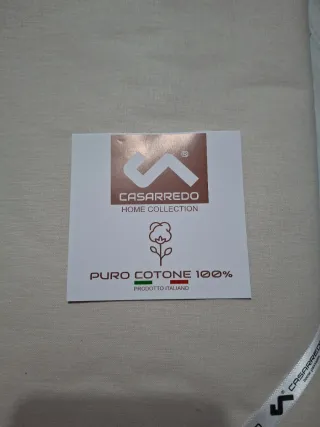 CASARREDO
HOME COLLECTION
PURO COTONE 100%
PRODOTTO ITALIANO
CASARREDO